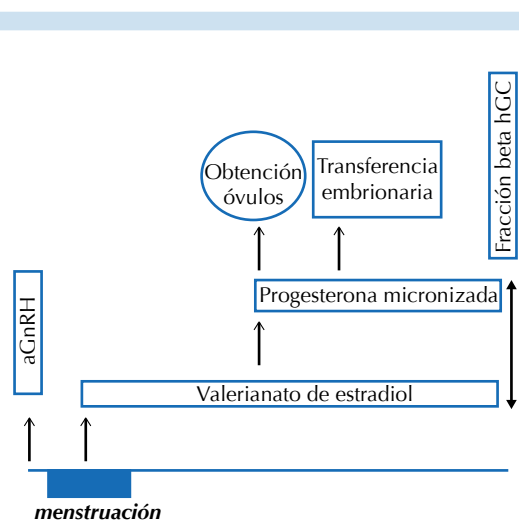 Fracción beta hGC
Obtención
óvulos
Transferencia
embrionaria
aGnRH
Progesterona micronizada
Valerianato de estradiol
menstruación